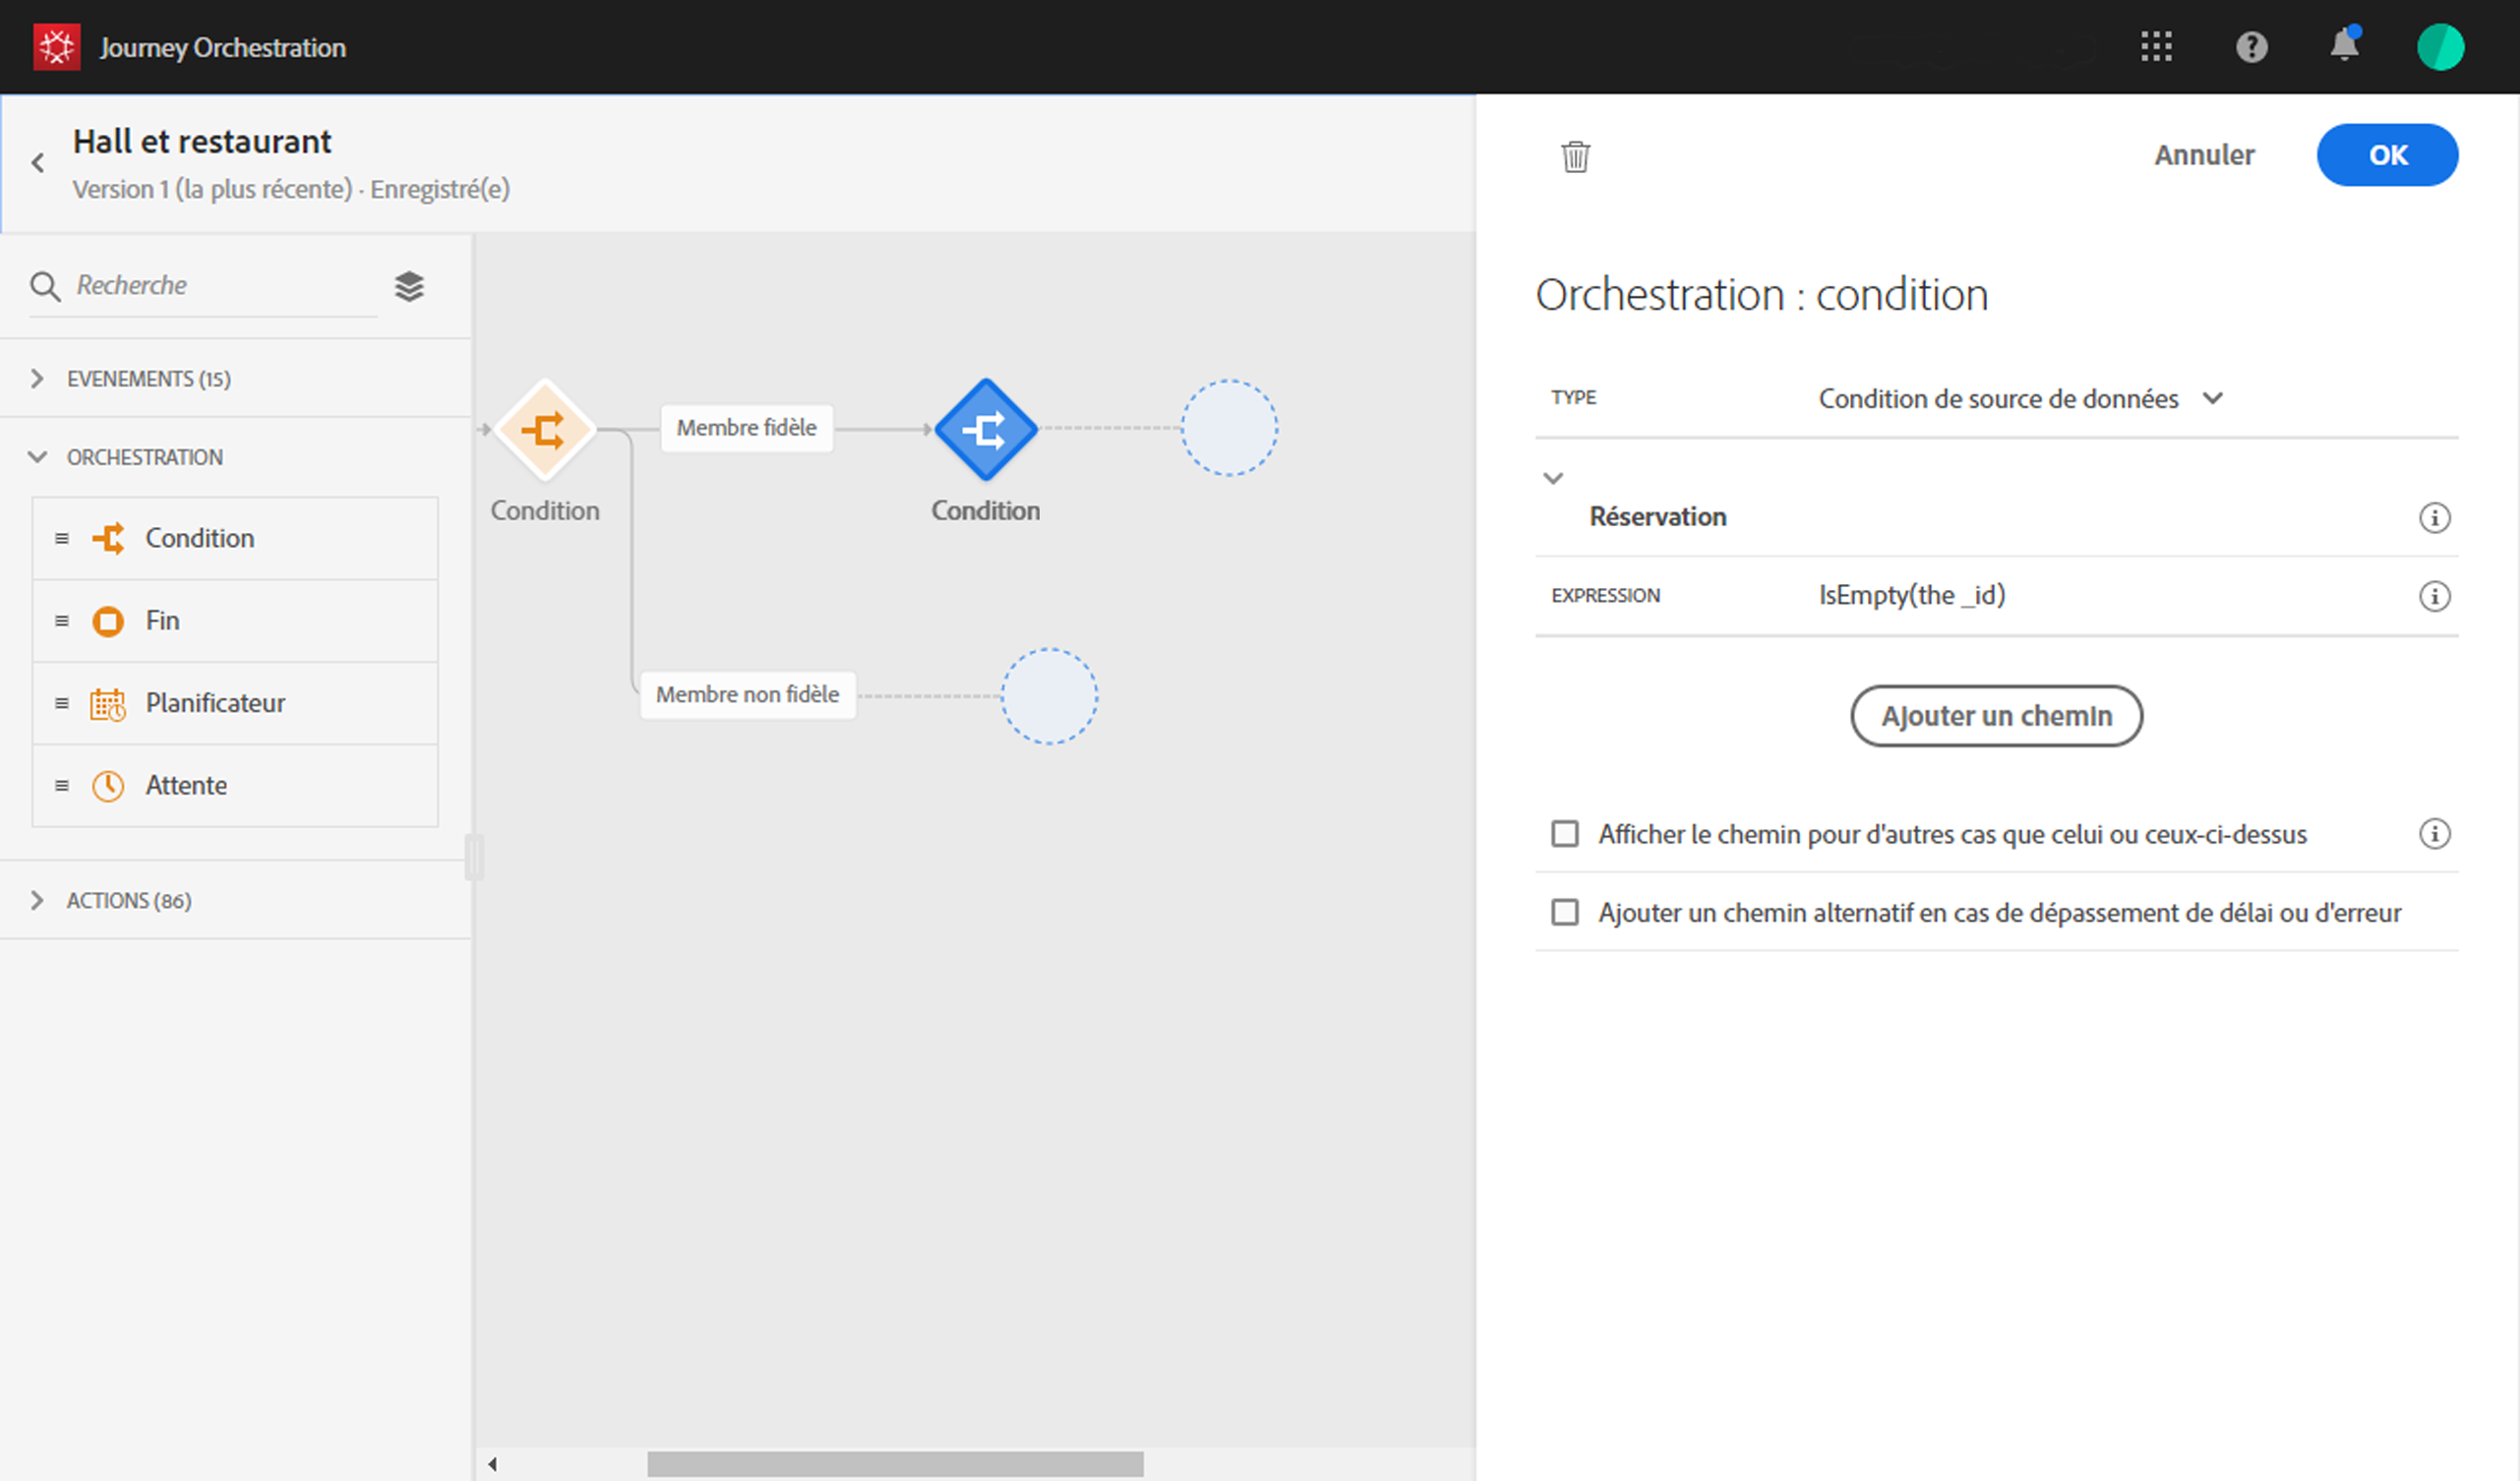 Journey Orchestration
Hall et restaurant
Version 1 (la plus récente) · Enregistré(e)
Annuler
OK
Recherche
EVENEMENTS (15)
ORCHESTRATION
Condition
Fin
Planificateur
Attente
ACTIONS (86)
Condition
Membre fidèle
Condition
Membre non fidèle
Orchestration : condition
TYPE
Condition de source de données
Réservation
EXPRESSION
IsEmpty(the _id)
Ajouter un chemin
Afficher le chemin pour d'autres cas que celui ou ceux-ci-dessus
Ajouter un chemin alternatif en cas de dépassement de délai ou d'erreur